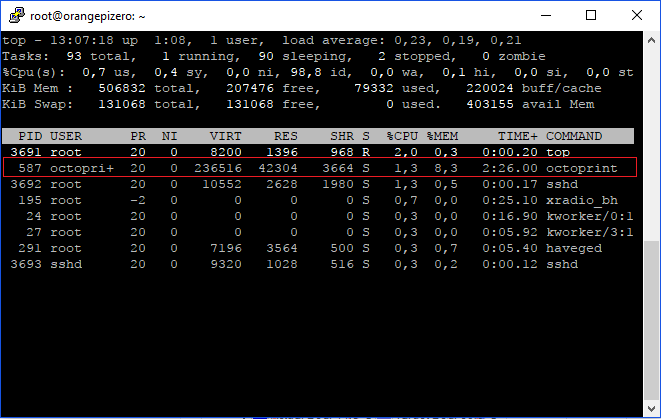 root@orangepizero: ~
top - 13:07:18 up  1:08,  1 user,  load average: 0,23, 0,19, 0,21
Tasks:  93 total,   1 running,  90 sleeping,   2 stopped,   0 zombie
%Cpu(s):  0,7 us,  0,4 sy,  0,0 ni, 98,8 id,  0,0 wa,  0,1 hi,  0,0 si,  0,0 st
KiB Mem :   506832 total,   207476 free,    79332 used,   220024 buff/cache
KiB Swap:   131068 total,   131068 free,        0 used.   403155 avail Mem
PID USER      PR  NI    VIRT    RES    SHR S  %CPU %MEM     TIME+ COMMAND
3691 root      20   0    8200   1396    968 R   2,0  0,3   0:00.20 top
587 octopri+  20   0  236516  42304   3664 S   1,3  8,3   2:26.00 octoprint
3692 root      20   0   10552   2628   1980 S   1,3  0,5   0:00.17 sshd
195 root      -2   0       0      0      0 S   0,7  0,0   0:25.10 xradio_bh
24 root      20   0       0      0      0 S   0,3  0,0   0:16.90 kworker/0:1
27 root      20   0       0      0      0 S   0,3  0,0   0:05.92 kworker/3:1
291 root      20   0    7196   3564    500 S   0,3  0,7   0:05.40 haveged
3693 sshd      20   0    9320   1028    516 S   0,3  0,2   0:00.12 sshd